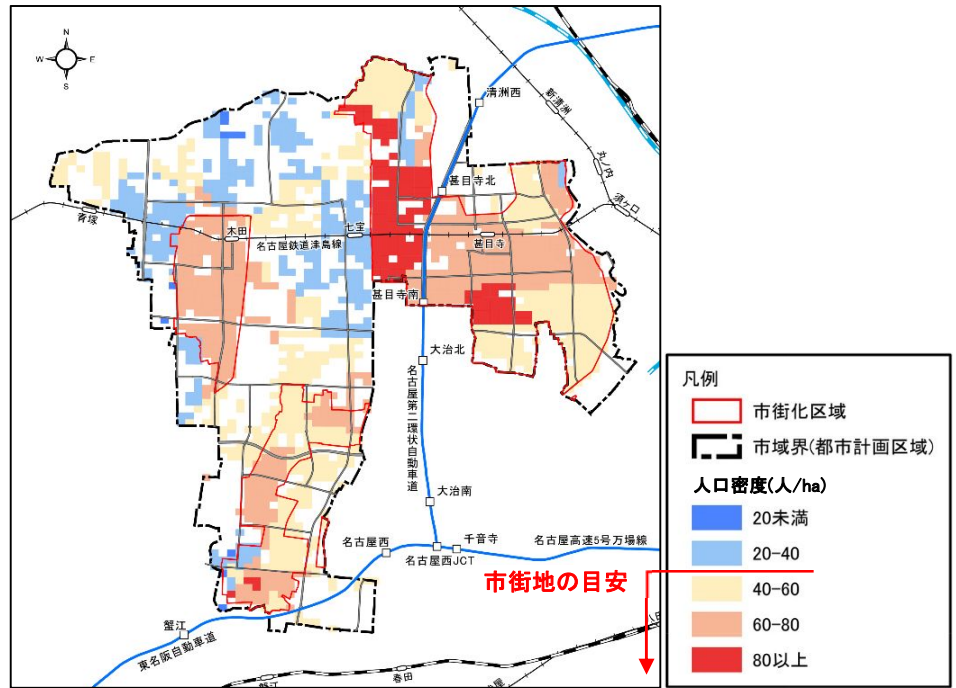 N
W
E
S
清洲西
新清洲
丸ノ内
須ヶ口
甚目寺北
青塚
木田
七宝
名古屋鉄道津島線
甚目寺
甚目寺南
大治北
名古屋第二環状自動車道
大治南
名古屋西
千音寺
名古屋西JCT
名古屋高速5号万場線
蟹江
東名阪自動車道
春田
蟹江
凡例
市街化区域
市域界(都市計画区域)
人口密度(人/ha)
20未満
20-40
市街地の目安
40-60
60-80
80以上